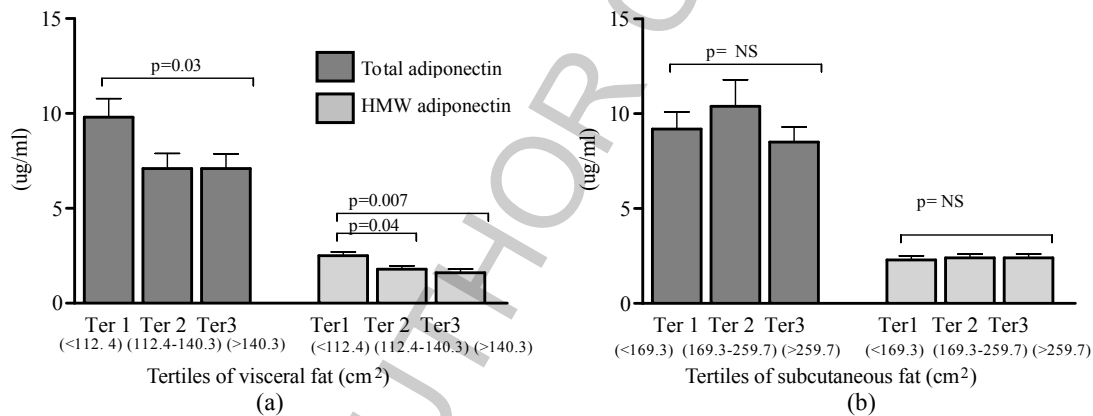 15
10
5
0
(ug/ml)
p=0.03
Total adiponectin
HMW adiponectin
p=0.007
p=0.04
Ter 1 Ter 2 Ter3
(<112. 4) (112.4-140.3) (>140.3)
Ter1 Ter 2 Ter3
(<112.4) (112.4-140.3) (>140.3)
Tertiles of visceral fat (cm²)
(a)
15
10
5
0
(ug/ml)
p= NS
p= NS
Ter 1 Ter 2 Ter3
(<169.3) (169.3-259.7) (>259.7)
Ter1 Ter 2 Ter3
(<169.3) (169.3-259.7) (>259.7)
Tertiles of subcutaneous fat (cm²)
(b)
UTHOR C